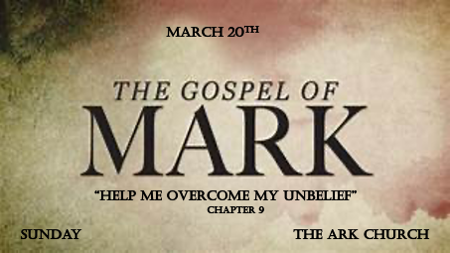 MARCH 20TH
THE GOSPEL OF
MARK
“HELP ME OVERCOME MY UNBELIEF”
CHAPTER 9
SUNDAY
THE ARK CHURCH